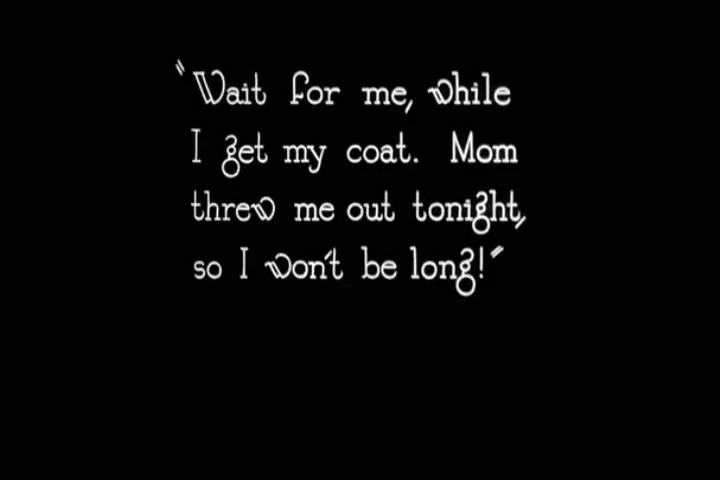 "Wait for me, while
I get my coat. Mom
threw me out tonight,
so I won't be long!"